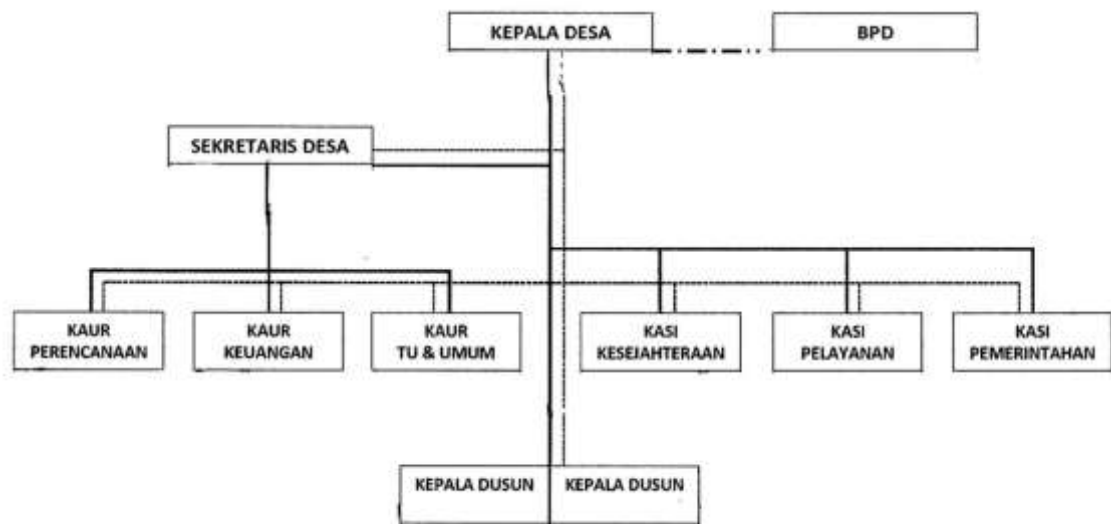 KEPALA DESA
BPD
SEKRETARIS DESA
KAUR
PERENCANAAN
KAUR
KEUANGAN
KAUR
TU & UMUM
KASI
KESEJAHTERAAN
KASI
PELAYANAN
KASI
PEMERINTAHAN
KEPALA DUSUN
KEPALA DUSUN